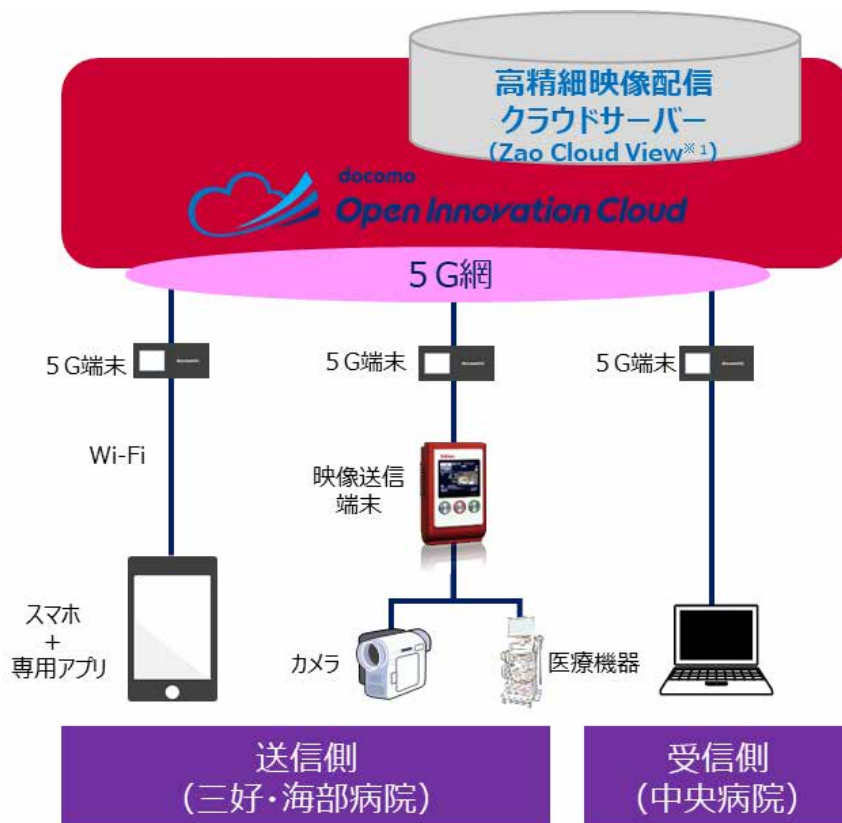 高精細映像配信
クラウドサーバー
(Zao Cloud View※1)
docomo
Open Innovation Cloud
5G網
5G端末
5G端末
5G端末
Wi-Fi
映像送信
端末
スマホ
+
専用アプリ
カメラ
医療機器
送信側
(三好・海部病院)
受信側
(中央病院)